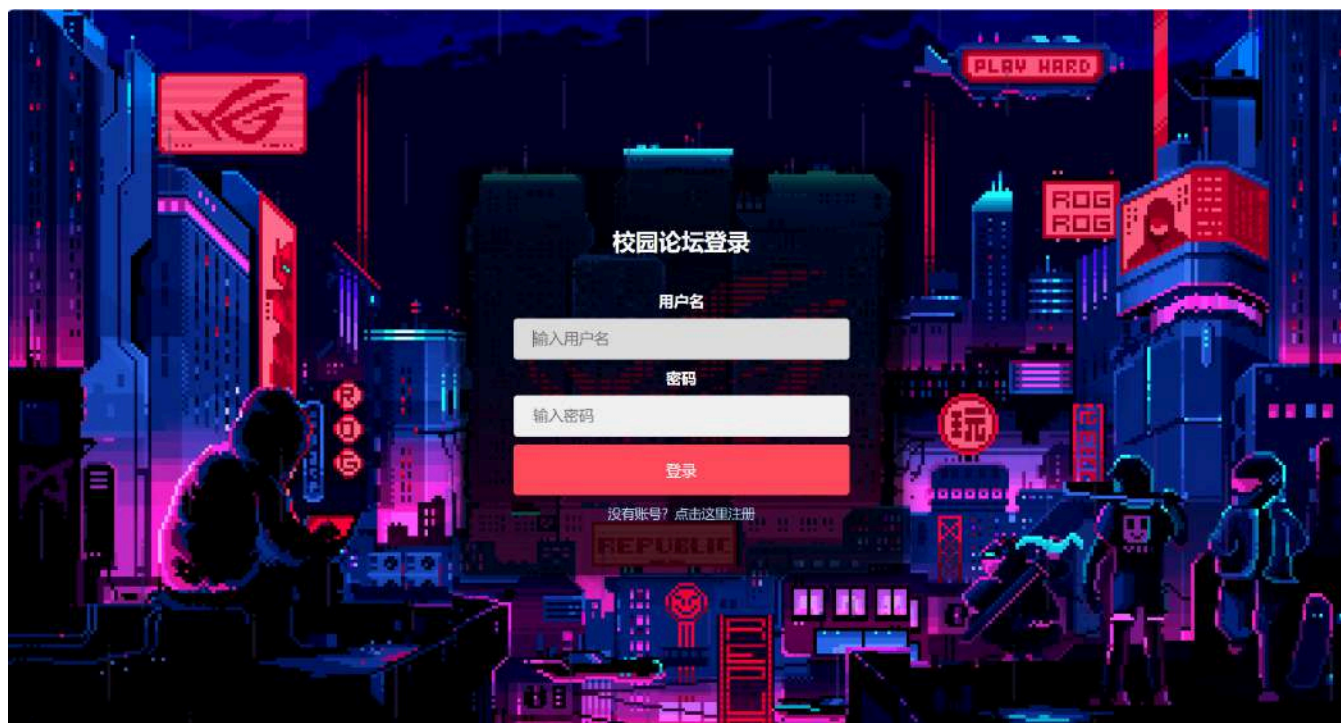 PLAY HARD
ROG
ROG
校园论坛登录
用户名
输入用户名
密码
输入密码
R
O
G
玩
登录
没有账号？点击这里注册
REPUBLIC